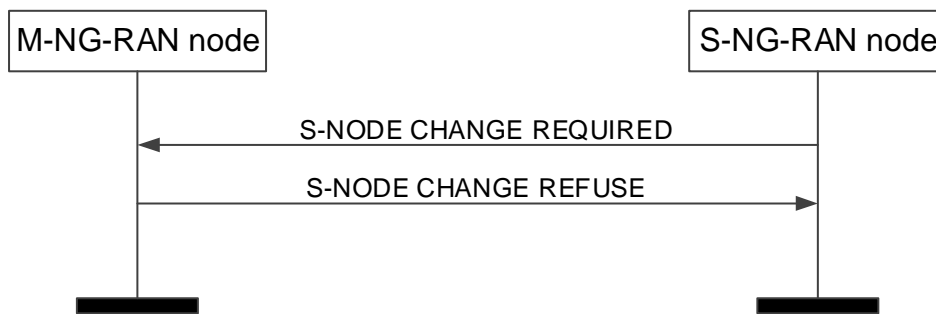 M-NG-RAN node
S-NG-RAN node
S-NODE CHANGE REQUIRED
S-NODE CHANGE REFUSE